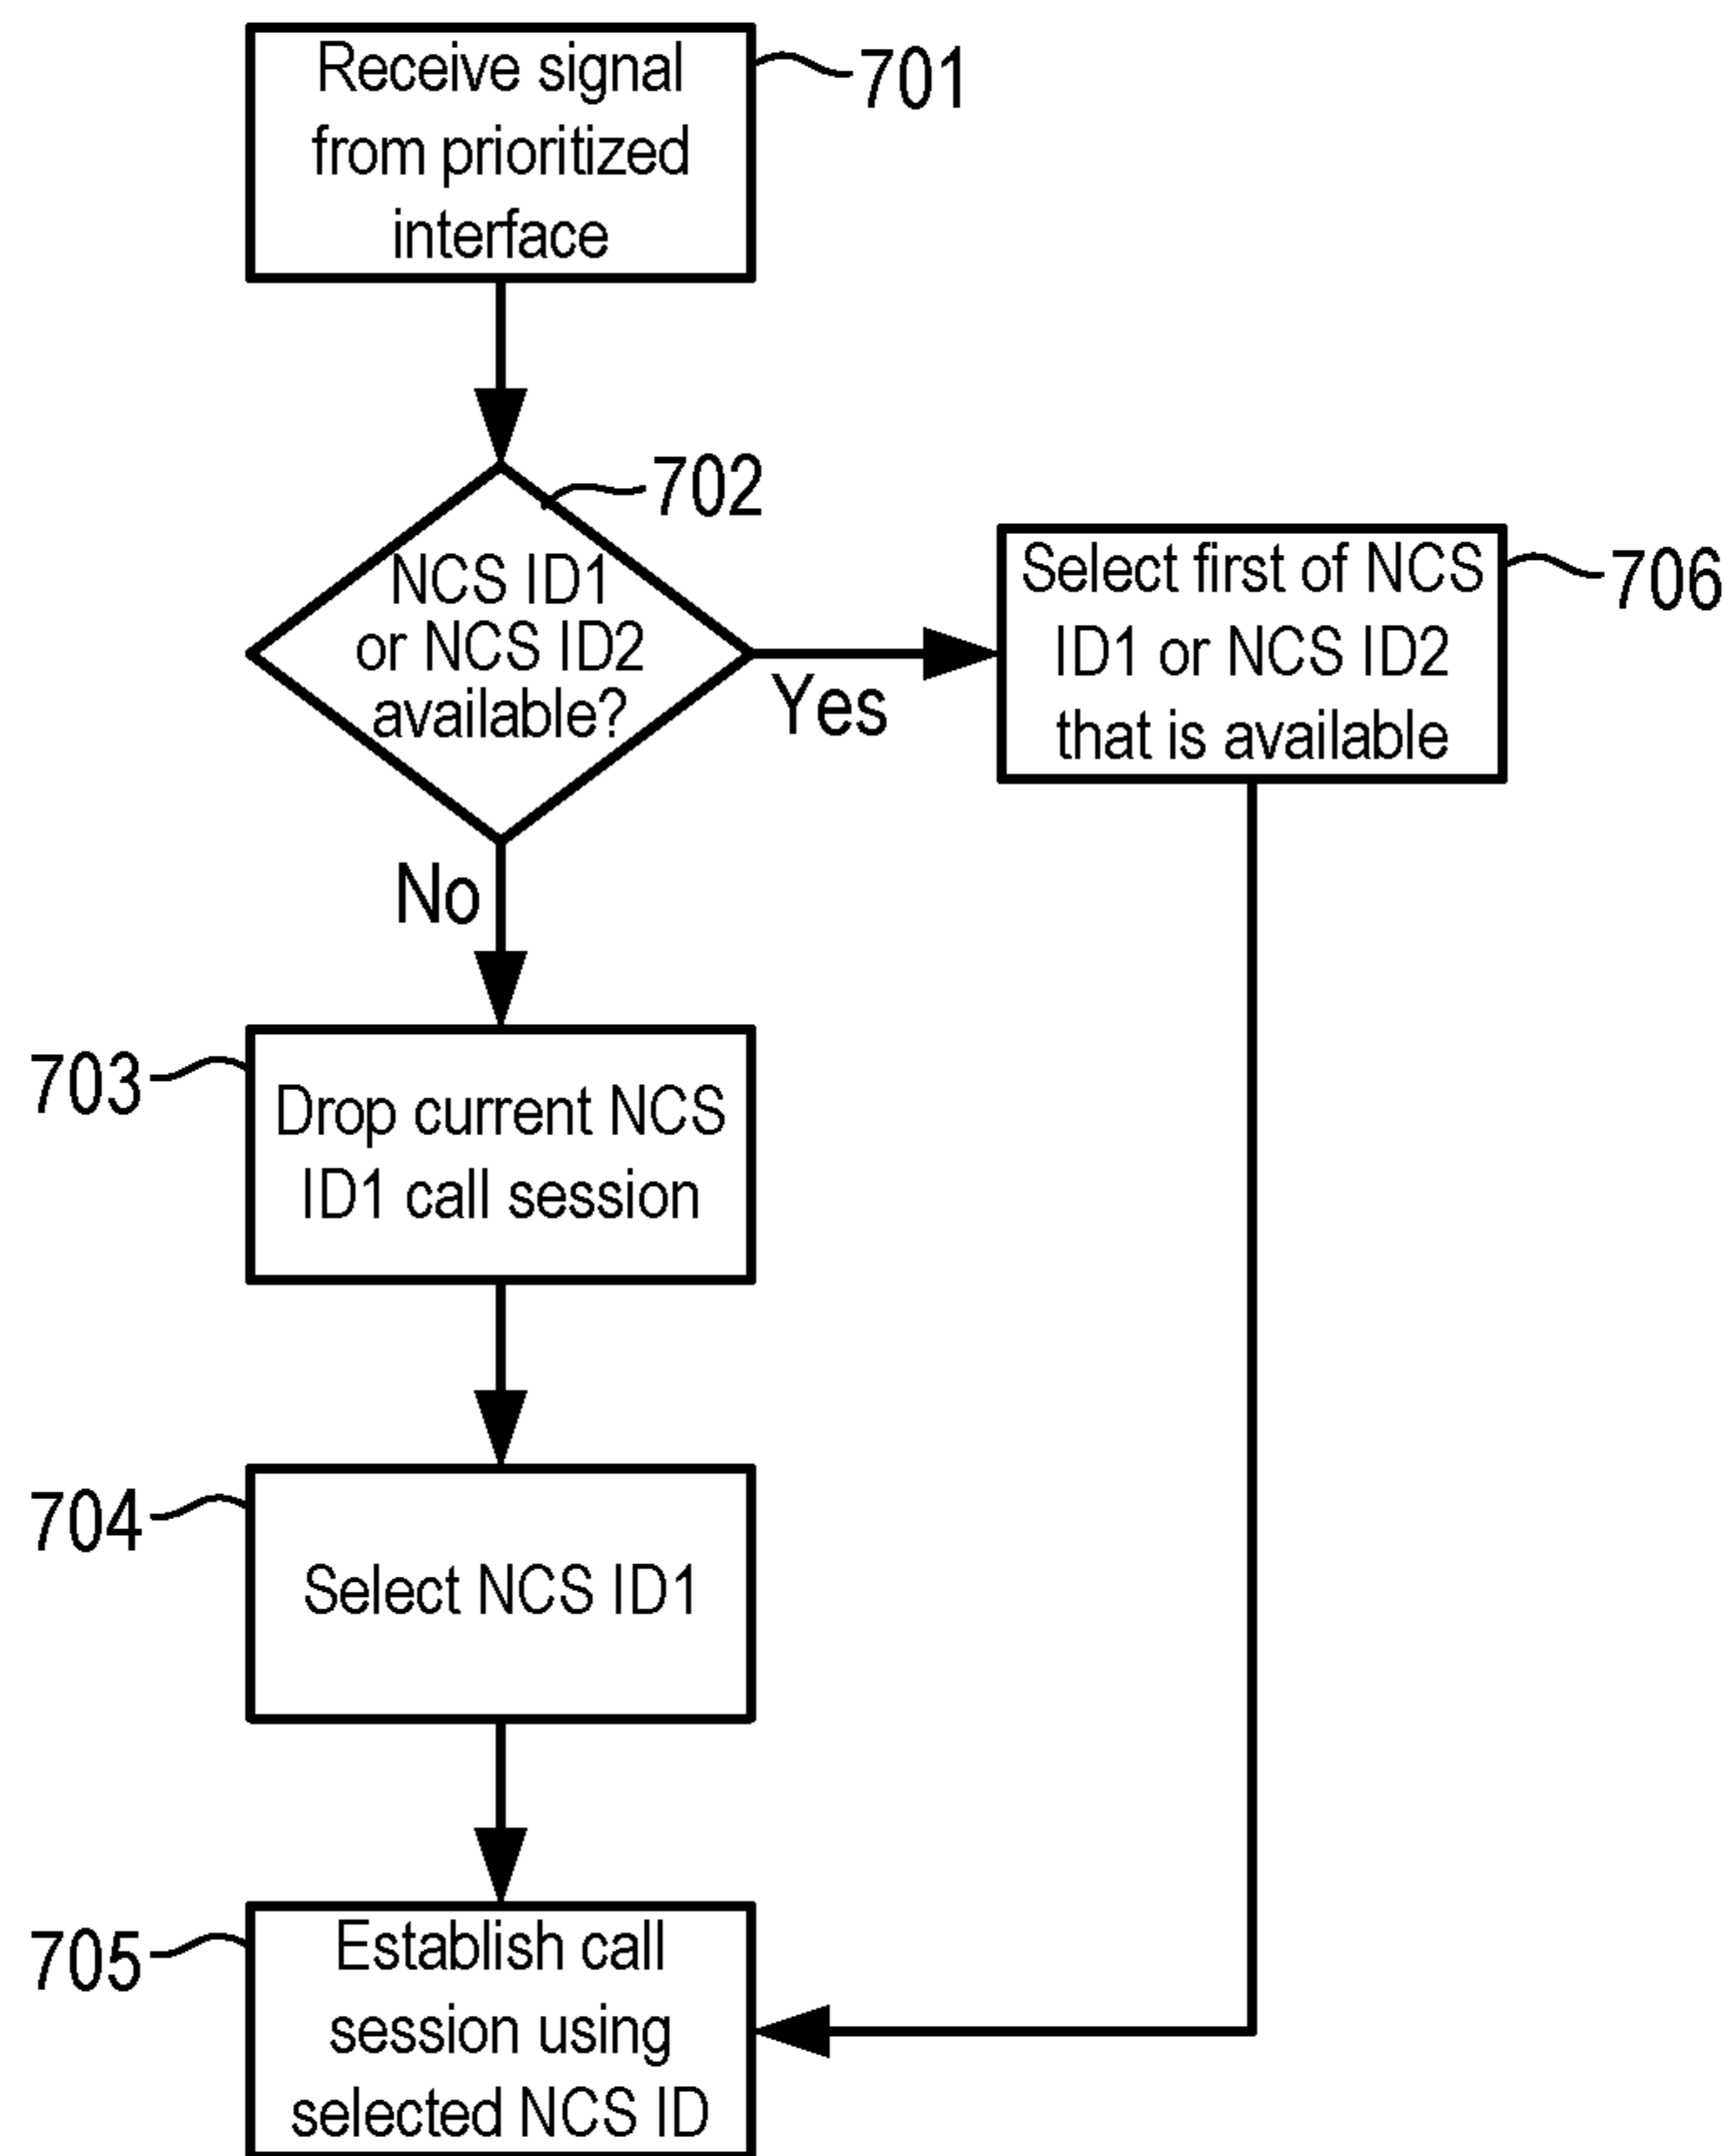 Receive signal
from prioritized
interface
701
702
NCS ID1
or NCS ID2
available?
Yes
Select first of NCS
ID1 or NCS ID2
that is available
706
No
703
Drop current NCS
ID1 call session
704
Select NCS ID1
705
Establish call
session using
selected NCS ID